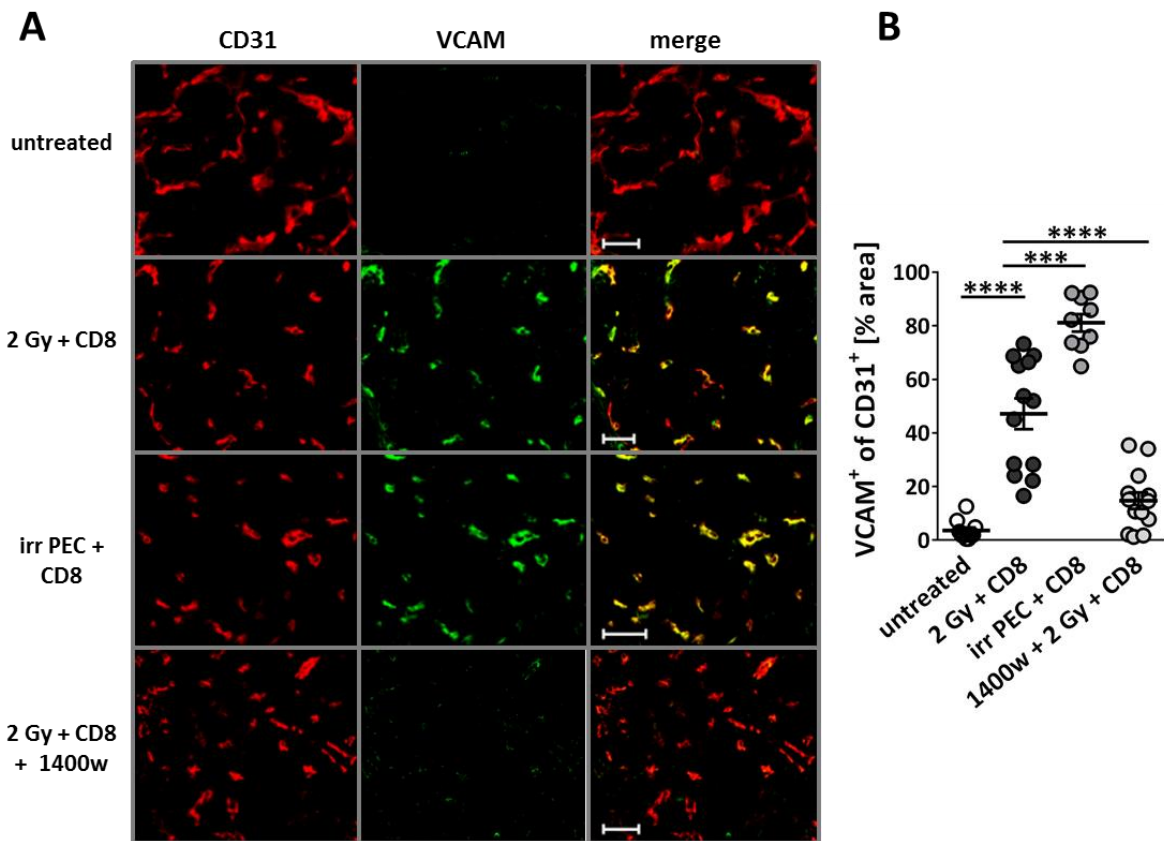 A
B
CD31 VCAM merge
untreated
2 Gy + CD8
irr PEC +
CD8
2 Gy + CD8
+ 1400w
VCAM+ of CD31+ [% area]
****
***
****
100
80
60
40
20
0
untreated
2 Gy + CD8
irr PEC + CD8
1400w + 2 Gy + CD8